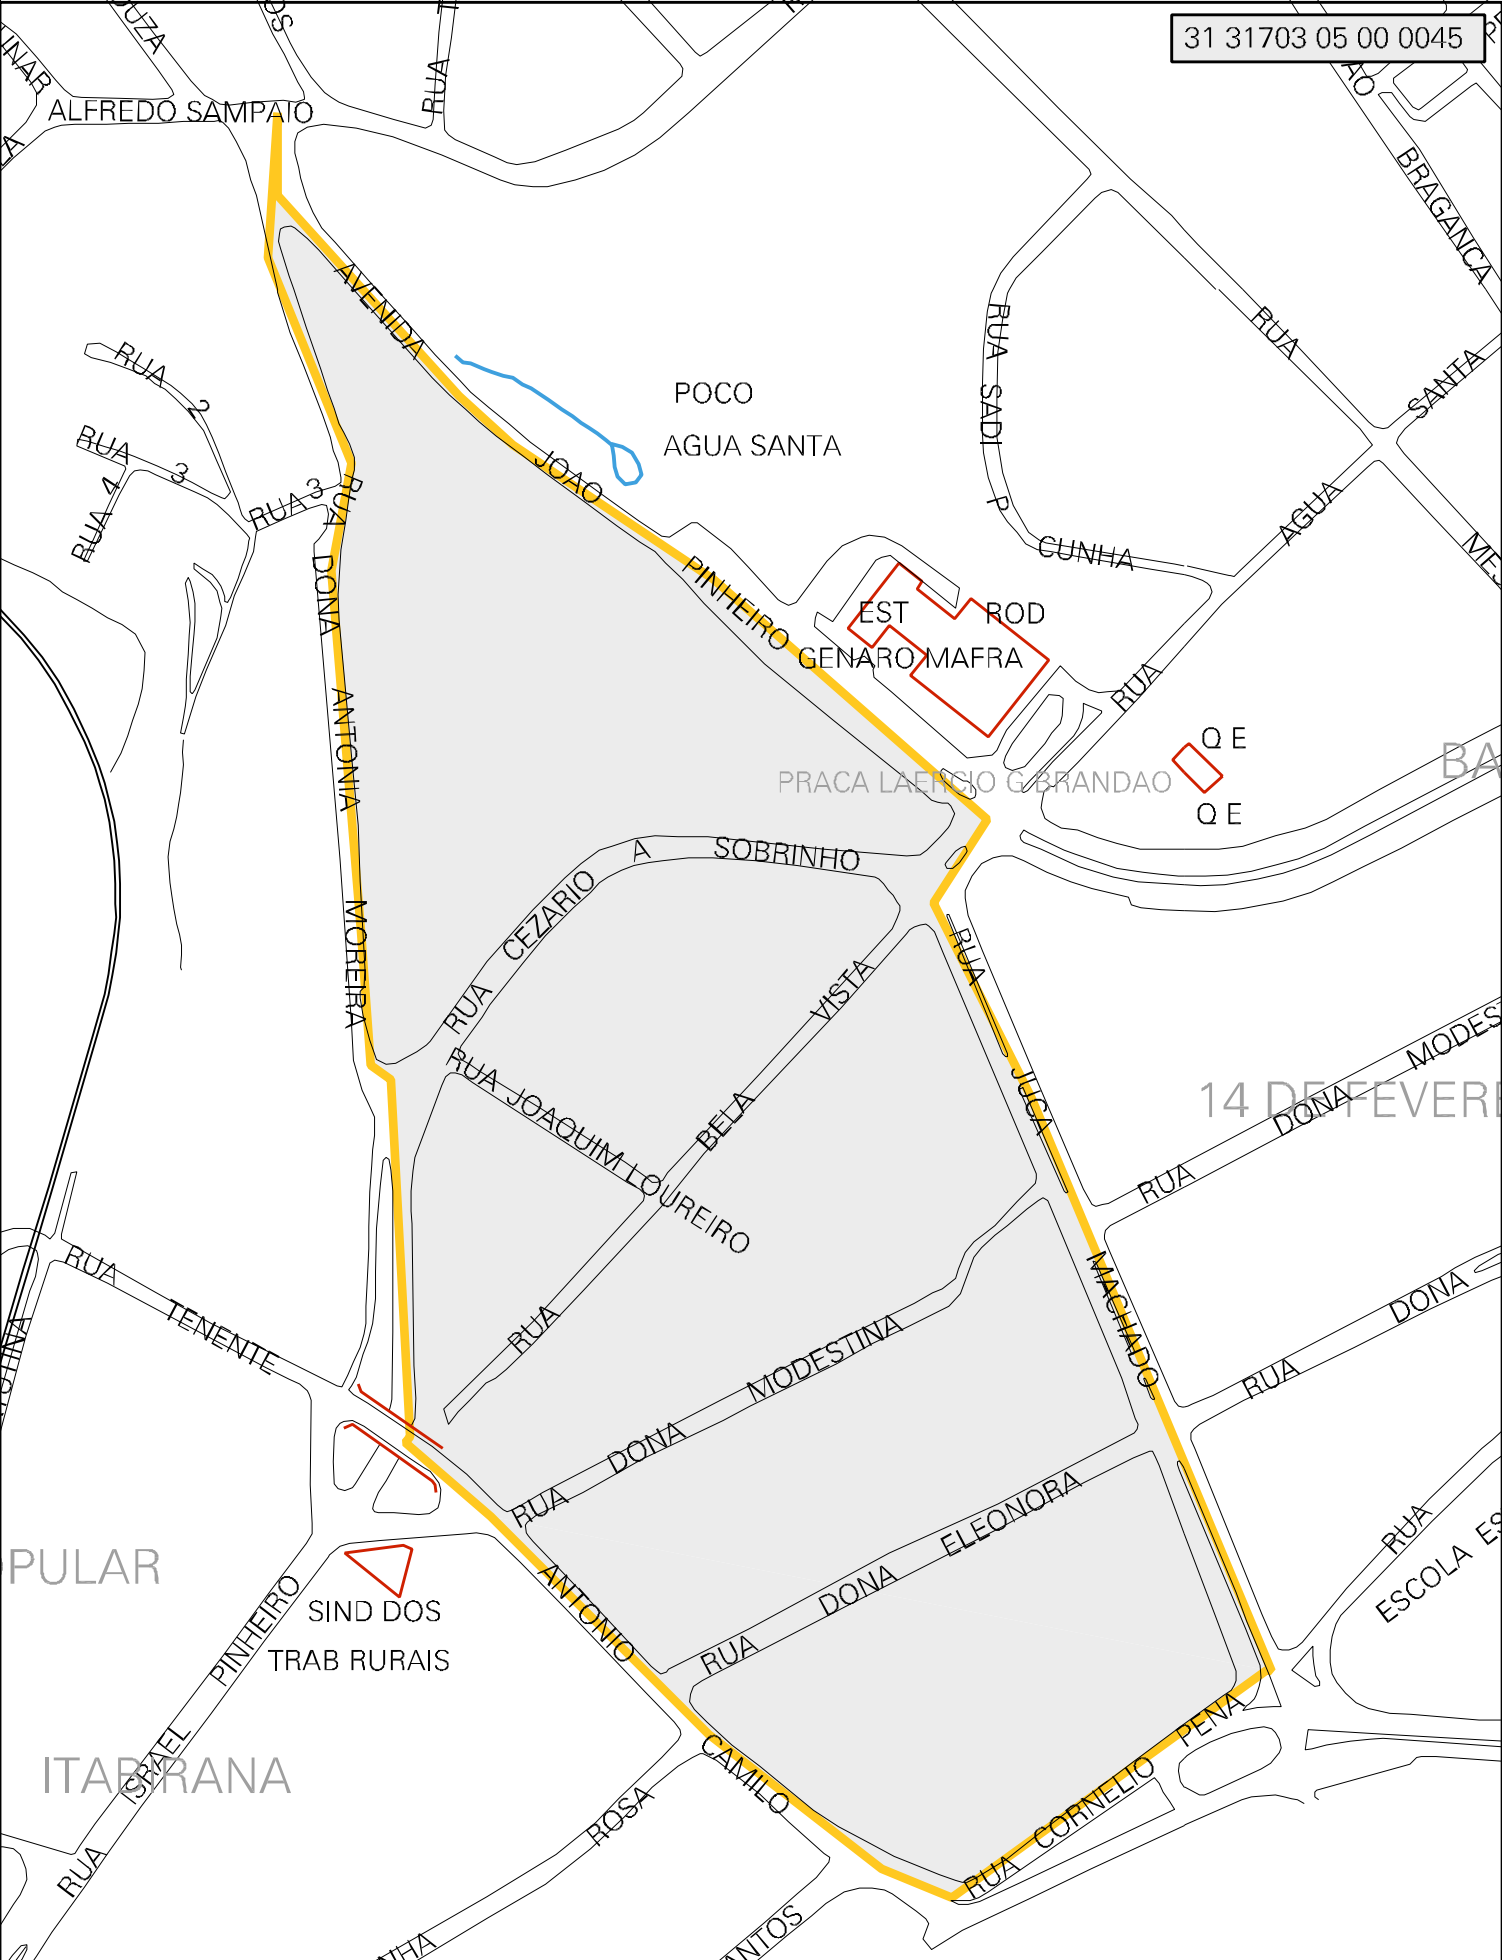 31 31703 05 00 0045
ALFREDO SAMPAIO
RUA
BRAGANCA
AVENIDA
JOAO
PINHEIRO
POCO
AGUA SANTA
RUA SADI P CUNHA
RUA
SANTA
AGUA
RUA
RUA 2
RUA 3
RUA 4
RUA 3
RUA
DONA
ANTONIA
MOREIRA
EST ROD
GENARO MAFRA
Q E
Q E
PRACA LAERCIO G BRANDAO
RUA CEZARIO A SOBRINHO
RUA JUCA MACHADO
RUA BELA VISTA
RUA JOAQUIM LOUREIRO
RUA DONA
14 DE
RUA DONA
RUA TENENTE
RUA DONA MODESTINA
RUA DONA ELEONORA
RUA
ESCOLA
ANTONIO
CAMILO
SIND DOS
TRAB RURAIS
RUA ISRAEL PINHEIRO
ITABIRANA
ROSA
RUA CORNELIO PENA